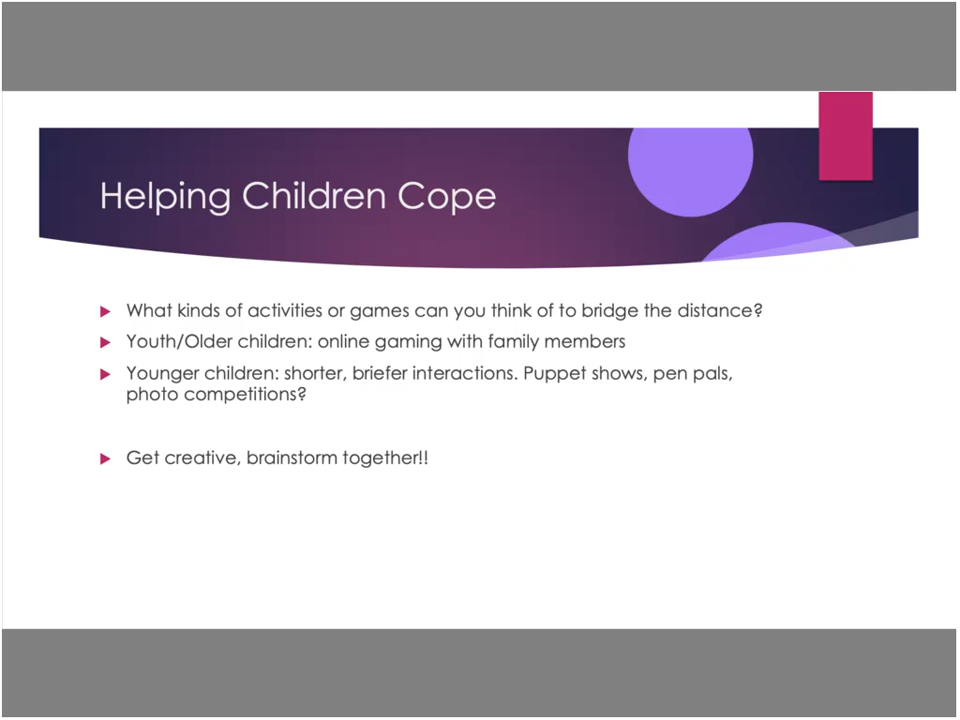 Helping Children Cope
What kinds of activities or games can you think of to bridge the distance?
Youth/Older children: online gaming with family members
Younger children: shorter, briefer interactions. Puppet shows, pen pals,
photo competitions?
Get creative, brainstorm together!!